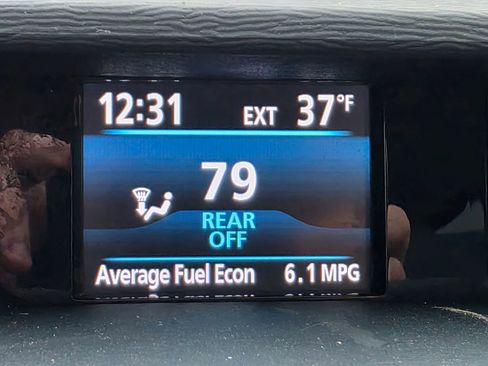 12:31 EXT 37°F
79
REAR
OFF
Average Fuel Econ 6.1 MPG